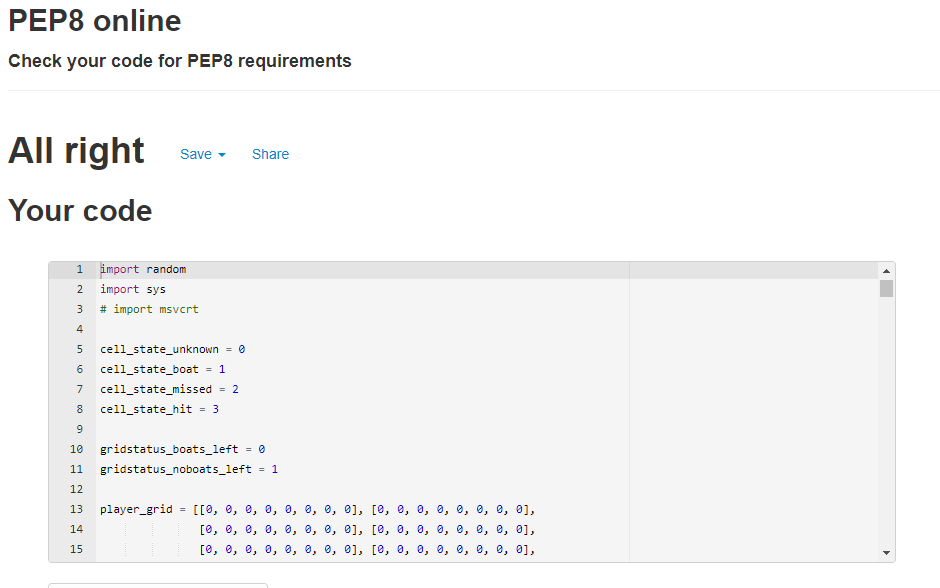 PEP8 online
Check your code for PEP8 requirements
All right Save Share
Your code
1 import random
2 import sys
3 # import msvcrt
4
5 cell_state_unknown = 0
6 cell_state_boat = 1
7 cell_state_missed = 2
8 cell_state_hit = 3
9
10 gridstatus_boats_left = 0
11 gridstatus_noboats_left = 1
12
13 player_grid = [[0, 0, 0, 0, 0, 0, 0, 0], [0, 0, 0, 0, 0, 0, 0, 0],
14 [0, 0, 0, 0, 0, 0, 0, 0], [0, 0, 0, 0, 0, 0, 0, 0],
15 [0, 0, 0, 0, 0, 0, 0, 0], [0, 0, 0, 0, 0, 0, 0, 0],